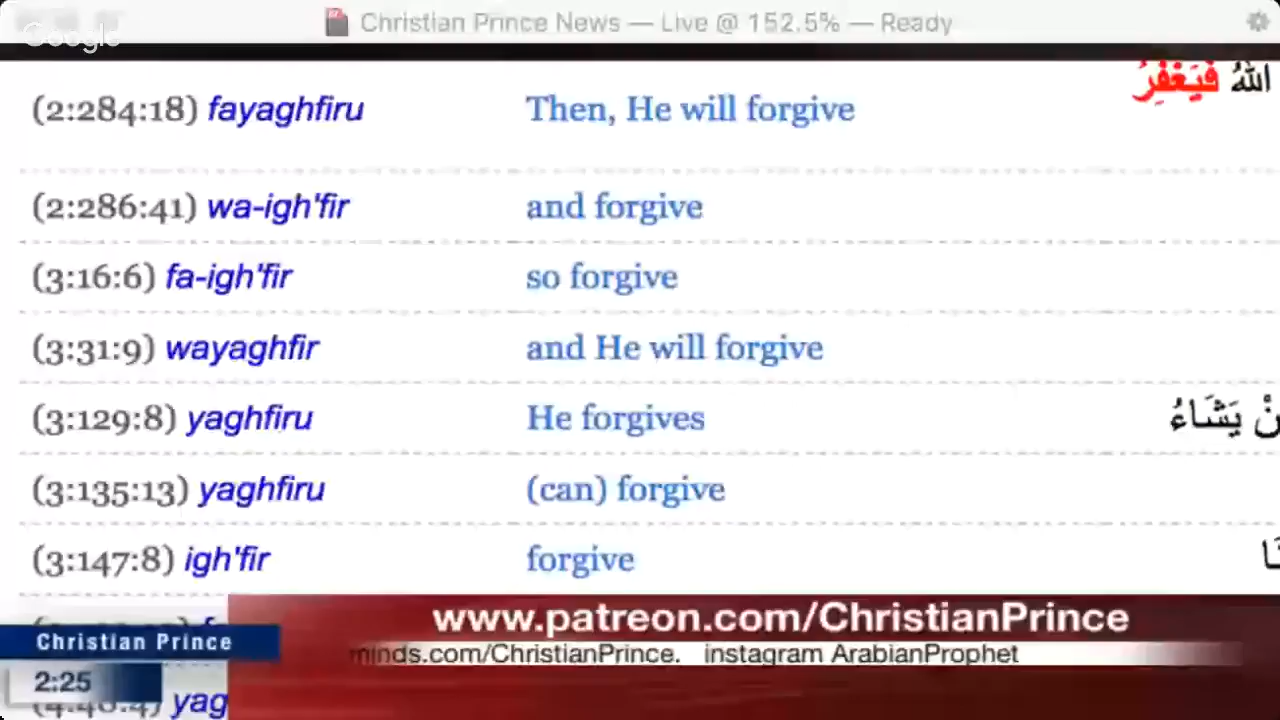 Christian Prince News — Live @ 152.5% — Ready
Google
(2:284:18) fayaghfiru Then, He will forgive اللَّهُ فَيَغْفِرُ
(2:286:41) wa-igh'fir and forgive
(3:16:6) fa-igh'fir so forgive
(3:31:9) wayaghfir and He will forgive
(3:129:8) yaghfiru He forgives يَشَاءُ
(3:135:13) yaghfiru (can) forgive
(3:147:8) igh'fir forgive
www.patreon.com/ChristianPrince
Christian Prince
minds.com/ChristianPrince. instagram ArabianProphet
2:25
yag